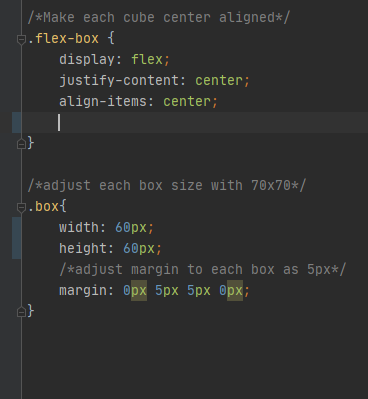 /*Make each cube center aligned*/
.flex-box {
display: flex;
justify-content: center;
align-items: center;
}
/*adjust each box size with 70x70*/
.box{
width: 60px;
height: 60px;
/*adjust margin to each box as 5px*/
margin: 0px 5px 5px 0px;
}